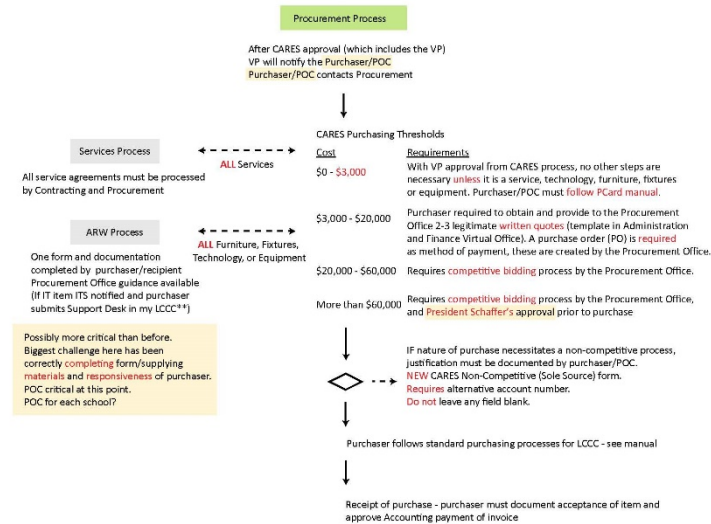 Procurement Process
After CARES approval (which includes the VP)
VP will notify the Purchaser/POC
Purchaser/POC contacts Procurement
CARES Purchasing Thresholds
Cost
Requirements
$0 - $3,000
With VP approval from CARES process, no other steps are
necessary unless it is a service, technology, furniture, fixtures
or equipment. Purchaser/POC must follow PCard manual.
$3,000 - $20,000
Purchaser required to obtain and provide to the Procurement
Office 2-3 legitimate written quotes (template in Administration
and Finance Virtual Office). A purchase order (PO) is required
as method of payment, these are created by the Procurement Office.
$20,000 - $60,000
Requires competitive bidding process by the Procurement Office.
More than $60,000
Requires competitive bidding process by the Procurement Office,
and President Schaffer's approval prior to purchase
Services Process
ALL Services
All service agreements must be processed
by Contracting and Procurement
ARW Process
ALL Furniture, Fixtures,
Technology, or Equipment
One form and documentation
completed by purchaser/recipient
Procurement Office guidance available
(If IT item ITS notified and purchaser
submits Support Desk in my LCCC**)
Possibly more critical than before.
Biggest challenge here has been
correctly completing form/supplying
materials and responsiveness of purchaser.
POC critical at this point.
POC for each school?
IF nature of purchase necessitates a non-competitive process,
justification must be documented by purchaser/POC.
NEW CARES Non-Competitive (Sole Source) form.
Requires alternative account number.
Do not leave any field blank.
Purchaser follows standard purchasing processes for LCCC - see manual
Receipt of purchase - purchaser must document acceptance of item and
approve Accounting payment of invoice